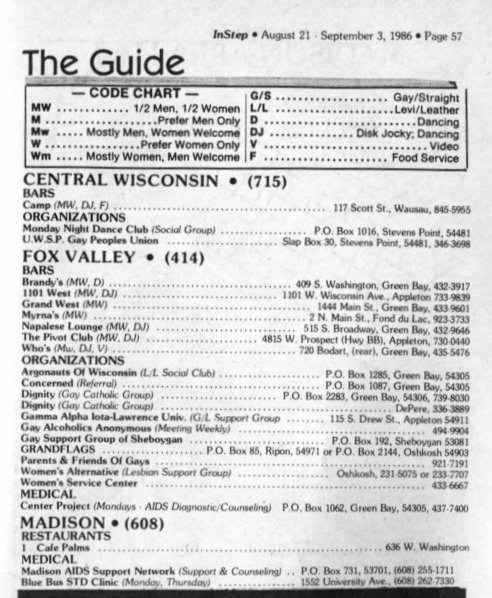 InStep • August 21 - September 3, 1986 • Page 57
The Guide
— CODE CHART —
MW ............ 1/2 Men, 1/2 Women
M ................ Prefer Men Only
Mw ..... Mostly Men, Women Welcome
W ............... Prefer Women Only
Wm ..... Mostly Women, Men Welcome
G/S .................... Gay/Straight
L/L .................... Levi/Leather
D ......................... Dancing
DJ ............... Disk Jocky; Dancing
V ............................ Video
F .................... Food Service
CENTRAL WISCONSIN • (715)
BARS
Camp (MW, DJ, F) ........ 117 Scott St., Wausau, 845-5955
ORGANIZATIONS
Monday Night Dance Club (Social Group) ........ P.O. Box 1016, Stevens Point, 54481
U.W.S.P. Gay Peoples Union ........ Slap Box 30, Stevens Point, 54481, 346-3698
FOX VALLEY • (414)
BARS
Brandy's (MW, D) ........ 409 S. Washington, Green Bay, 432-3917
1101 West (MW, DJ) ........ 1101 W. Wisconsin Ave., Appleton 733-9839
Grand West (MW) ........ 1444 Main St., Green Bay, 433-9601
Myrna's (MW) ........ 2 N. Main St., Fond du Lac, 923-3733
Napalese Lounge (MW, DJ) ........ 515 S. Broadway, Green Bay, 432-9646
The Pivot Club (MW, DJ) ........ 4815 W. Prospect (Hwy BB), Appleton, 730-0440
Who's (Mw, DJ, V) ........ 720 Bodart, (rear), Green Bay, 435-5476
ORGANIZATIONS
Argonauts Of Wisconsin (L/L Social Club) ........ P.O. Box 1285, Green Bay, 54305
Concerned (Referral) ........ P.O. Box 1087, Green Bay, 54305
Dignity (Gay Catholic Group) ........ P.O. Box 2283, Green Bay, 54306, 739-8030
Dignity (Gay Catholic Group) ........ DePere, 336-3889
Gamma Alpha Iota-Lawrence Univ. (G/L Support Group ........ 115 S. Drew St., Appleton 54911
Gay Alcoholics Anonymous (Meeting Weekly) ........ 494-9904
Gay Support Group of Sheboygan ........ P.O. Box 192, Sheboygan 53081
GRANDFLAGS ........ P.O. Box 85, Ripon, 54971 or P.O. Box 2144, Oshkosh 54903
Parents & Friends Of Gays ........ 921-7191
Women's Alternative (Lesbian Support Group) ........ Oshkosh, 231-5075 or 233-7707
Women's Service Center ........ 433-6667
MEDICAL
Center Project (Mondays - AIDS Diagnostic/Counseling) P.O. Box 1062, Green Bay, 54305, 437-7400
MADISON • (608)
RESTAURANTS
1 Cafe Palms ........ 636 W. Washington
MEDICAL
Madison AIDS Support Network (Support & Counseling) .. P.O. Box 731, 53701, (608) 255-1711
Blue Bus STD Clinic (Monday, Thursday) ........ 1552 University Ave., (608) 262-7330